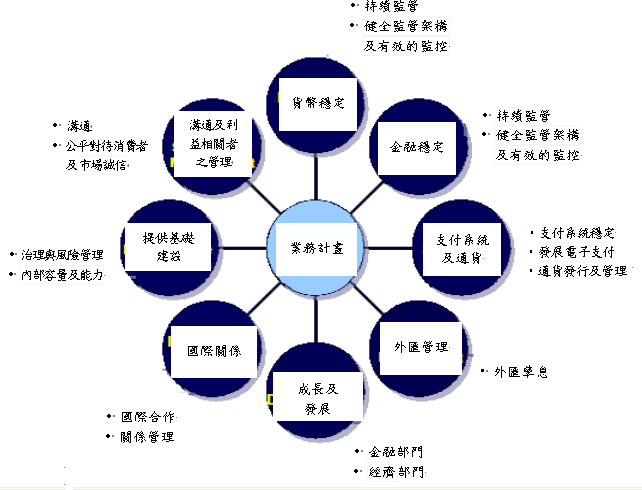 • 持續監管
• 健全監管架構
及有效的監控
貨幣穩定
• 溝通
• 公平對待消費者
及市場誠信
溝通及利
益相關者
之管理
金融穩定
• 持續監管
• 健全監管架構
及有效的監控
提供基礎
建設
業務計畫
支付系統
及通貨
• 支付系統穩定
• 發展電子支付
• 通貨發行及管理
• 治理與風險管理
• 內部容量及能力
國際關係
外匯管理
• 外匯孳息
成長及
發展
• 國際合作
• 關係管理
• 金融部門
• 經濟部門